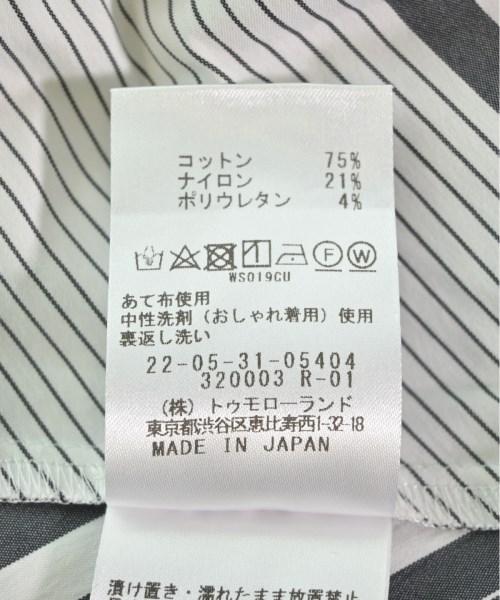 コットン 75%
ナイロン 21%
ポリウレタン 4%
F W
WS019CU
あて布使用
中性洗剤（おしゃれ着用）使用
裏返し洗い
22-05-31-05404
320003 R-01
（株）トゥモローランド
東京都渋谷区恵比寿西1-32-18
MADE IN JAPAN
漬け置き・濡れたまま放置禁止